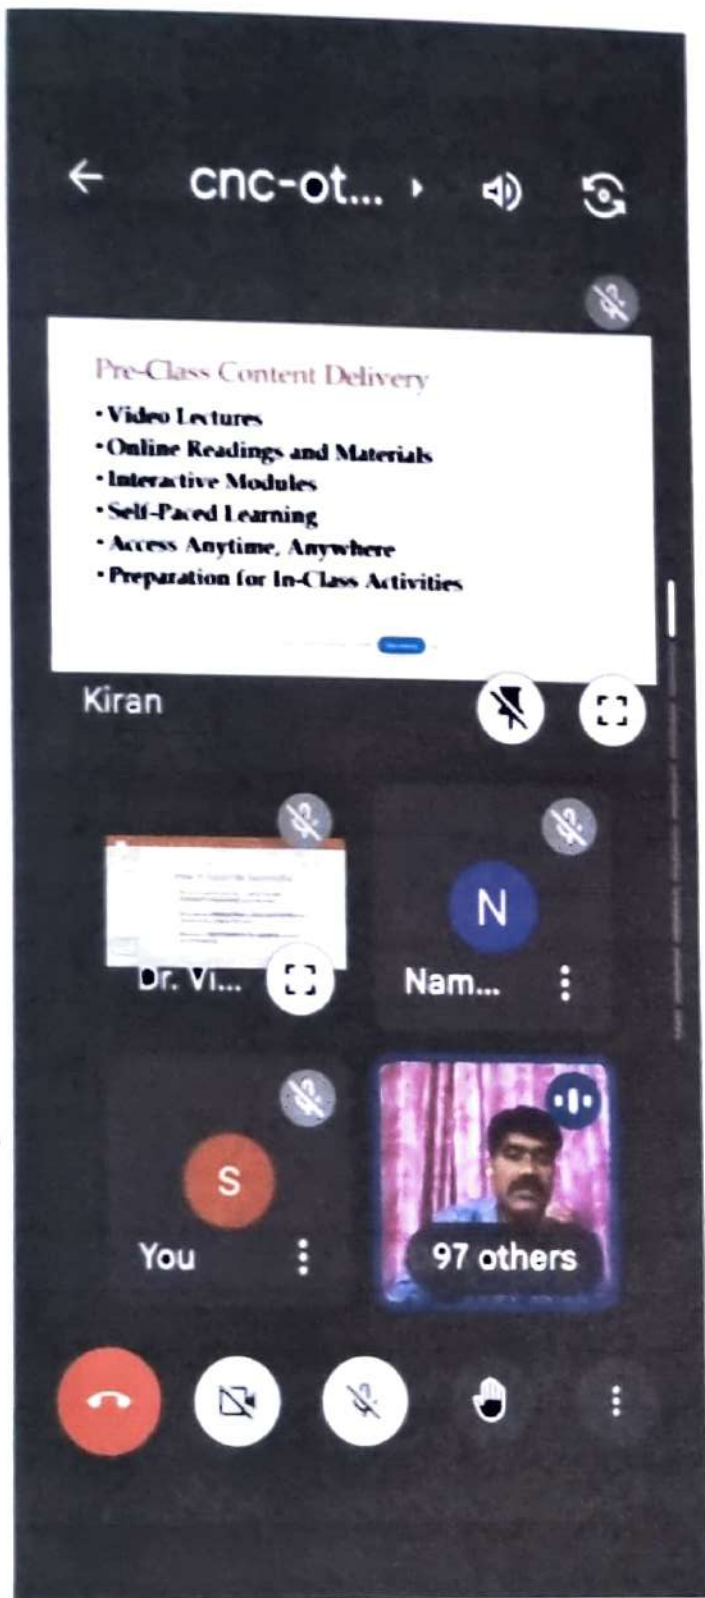 cnc-ot...
Pre-Class Content Delivery
• Video Lectures
• Online Readings and Materials
• Interactive Modules
• Self-Paced Learning
• Access Anytime, Anywhere
• Preparation for In-Class Activities
Kiran
Dr. Vi...
N
Nam...
S
You
97 others